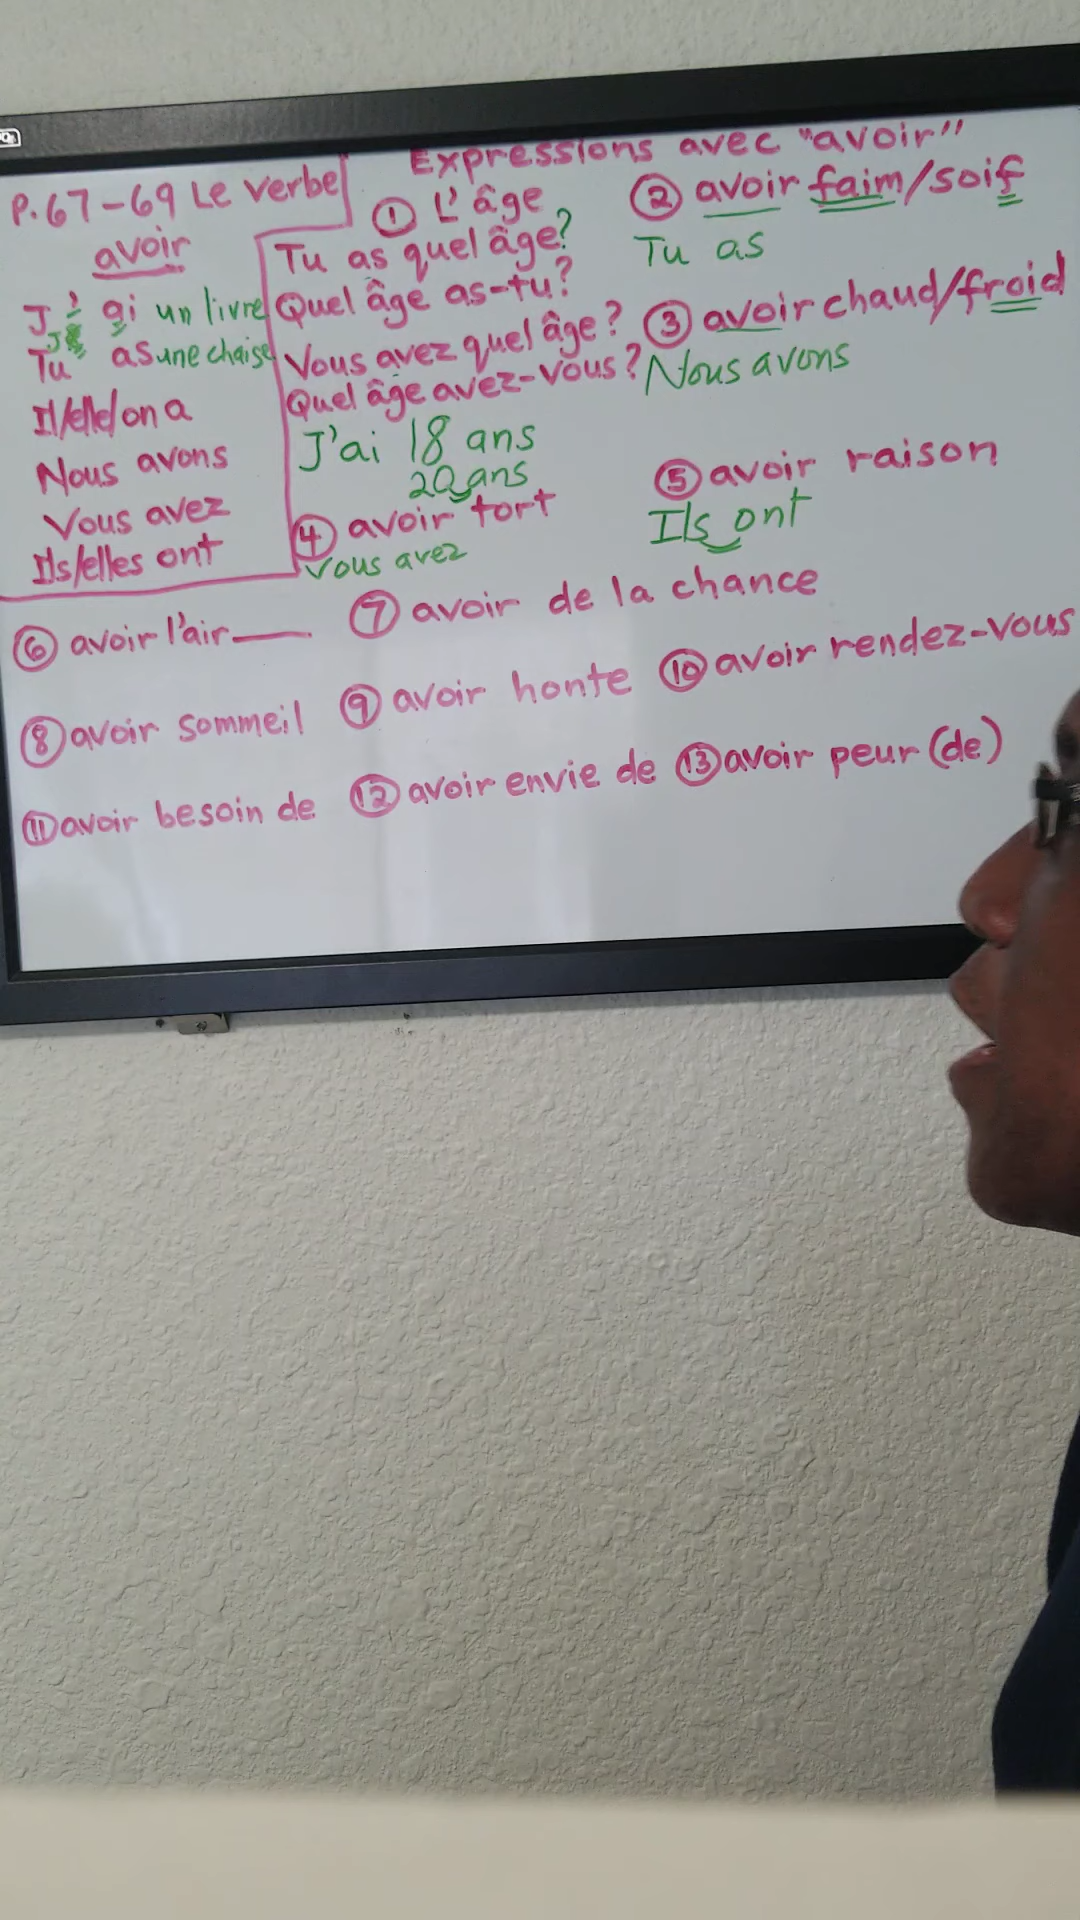 P.67-69 Le verbe
avoir
J'ai un livre
Tu as une chaise
Il/elle/on a
Nous avons
Vous avez
Ils/elles ont
Expressions avec "avoir"
① L'âge
Tu as quel âge?
Quel âge as-tu?
Vous avez quel âge?
Quel âge avez-vous?
J'ai 18 ans
20 ans
② avoir faim/soif
Tu as
③ avoir chaud/froid
Nous avons
④ avoir tort
Vous avez
⑤ avoir raison
Ils ont
⑥ avoir l'air___
⑦ avoir de la chance
⑧ avoir sommeil
⑨ avoir honte
⑩ avoir rendez-vous
⑪ avoir besoin de
⑫ avoir envie de
⑬ avoir peur (de)